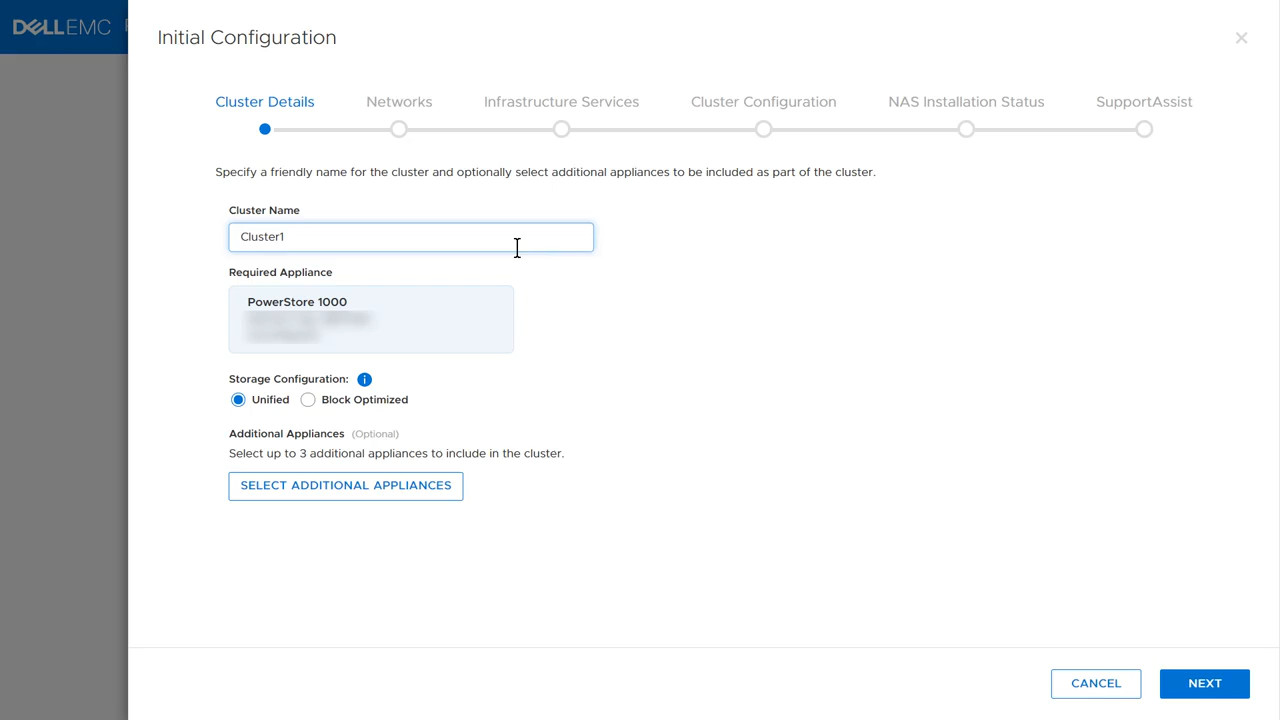 DELLEMC
Initial Configuration
Cluster Details
Networks
Infrastructure Services
Cluster Configuration
NAS Installation Status
SupportAssist
Specify a friendly name for the cluster and optionally select additional appliances to be included as part of the cluster.
Cluster Name
Cluster1
Required Appliance
PowerStore 1000
Storage Configuration:
Unified
Block Optimized
Additional Appliances (Optional)
Select up to 3 additional appliances to include in the cluster.
SELECT ADDITIONAL APPLIANCES
CANCEL
NEXT